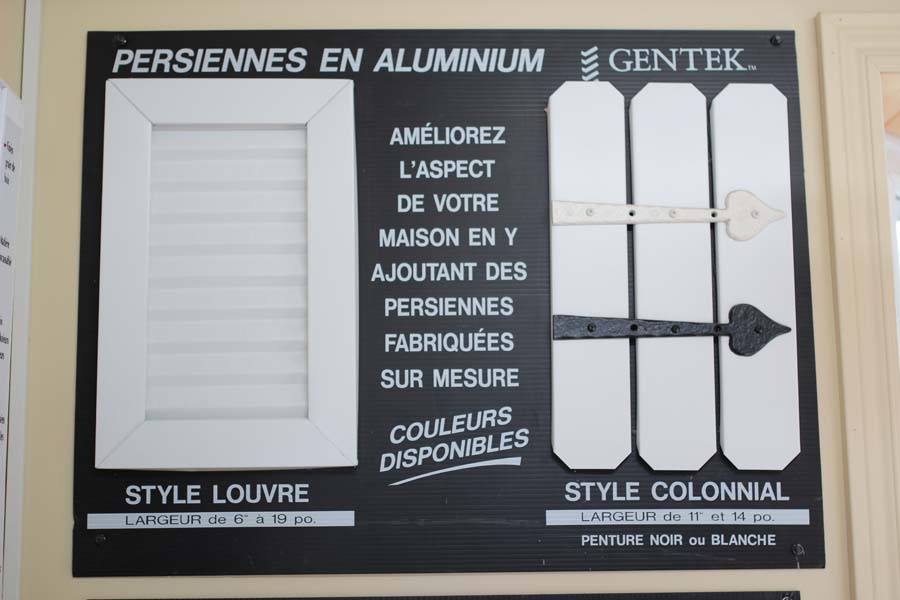 PERSIENNES EN ALUMINIUM
GENTEK™
AMÉLIOREZ
L'ASPECT
DE VOTRE
MAISON EN Y
AJOUTANT DES
PERSIENNES
FABRIQUÉES
SUR MESURE
COULEURS
DISPONIBLES
STYLE LOUVRE
LARGEUR de 6" à 19 po.
STYLE COLONNIAL
LARGEUR de 11" et 14 po.
PENTURE NOIR ou BLANCHE